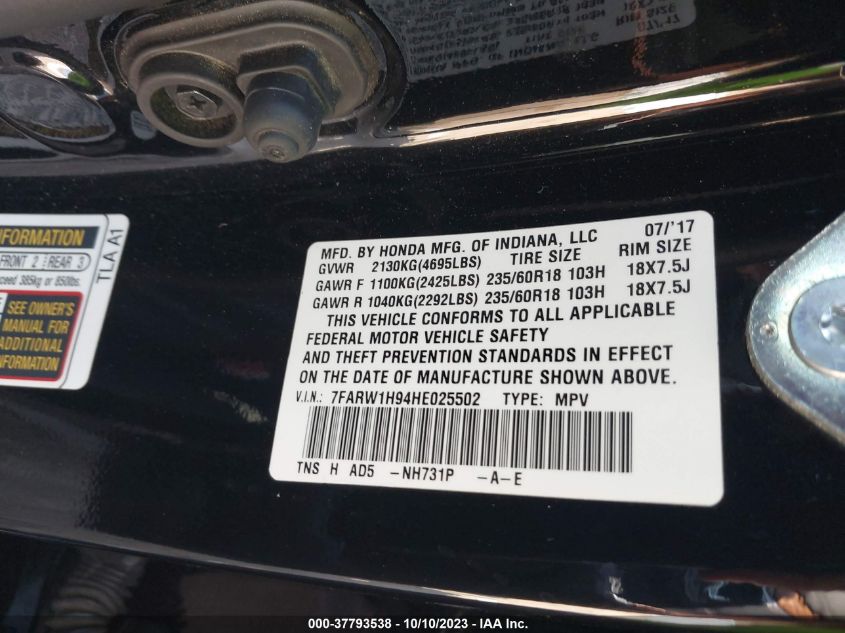 07/'17
MFD. BY HONDA MFG. OF INDIANA, LLC
GVWR 2130KG(4695LBS) TIRE SIZE RIM SIZE
GAWR F 1100KG(2425LBS) 235/60R18 103H 18X7.5J
GAWR R 1040KG(2292LBS) 235/60R18 103H 18X7.5J
THIS VEHICLE CONFORMS TO ALL APPLICABLE
FEDERAL MOTOR VEHICLE SAFETY
AND THEFT PREVENTION STANDARDS IN EFFECT
ON THE DATE OF MANUFACTURE SHOWN ABOVE.
V.I.N.: 7FARW1H94HE025502 TYPE: MPV
TNS H AD5 -NH731P -A-E
FRONT 2 REAR 3
385kg or 850lbs.
SEE OWNER'S
MANUAL FOR
TLA A1
000-37793538 - 10/10/2023 - IAA Inc.